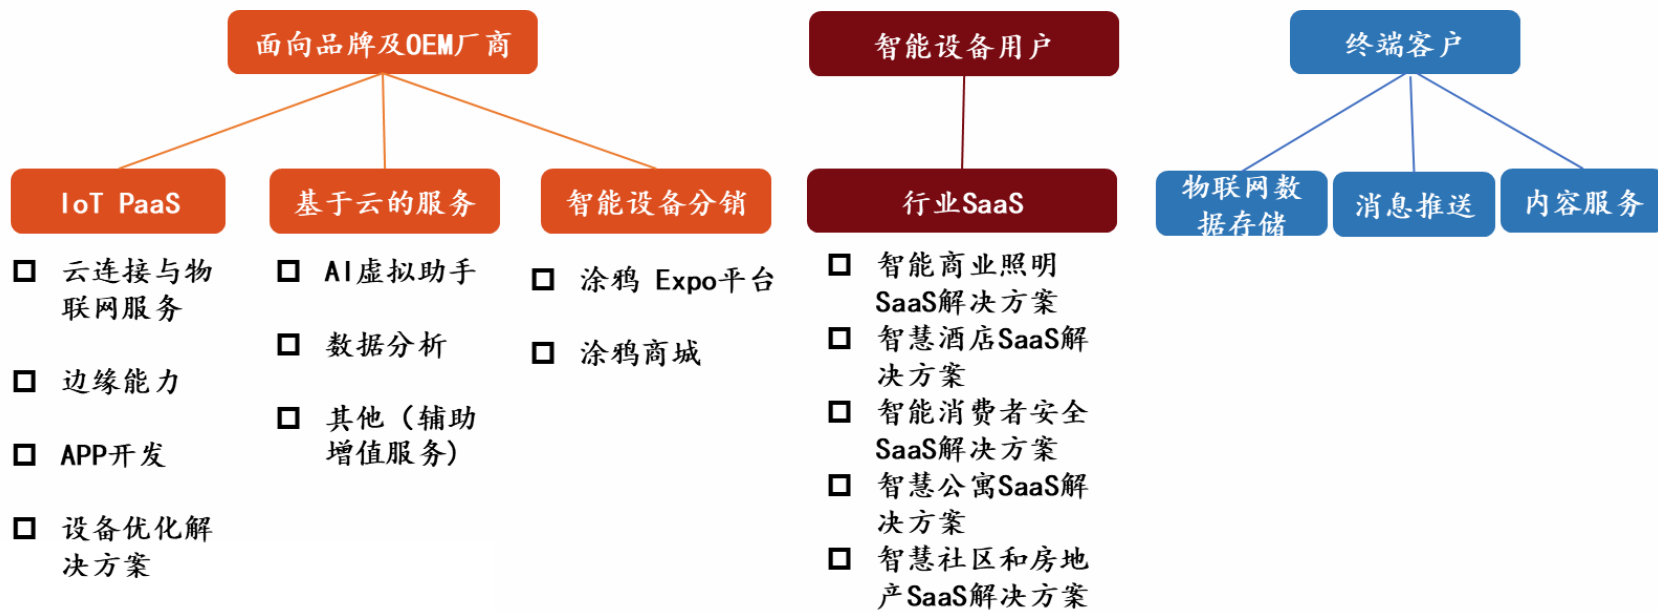 面向品牌及OEM厂商
智能设备用户
终端客户
IoT PaaS
基于云的服务
智能设备分销
行业SaaS
物联网数
据存储
消息推送
内容服务
云连接与物
联网服务
边缘能力
APP开发
设备优化解
决方案
AI虚拟助手
数据分析
其他（辅助
增值服务)
涂鸦 Expo平台
涂鸦商城
智能商业照明
SaaS解决方案
智慧酒店SaaS解
决方案
智能消费者安全
SaaS解决方案
智慧公寓SaaS解
决方案
智慧社区和房地
产SaaS解决方案